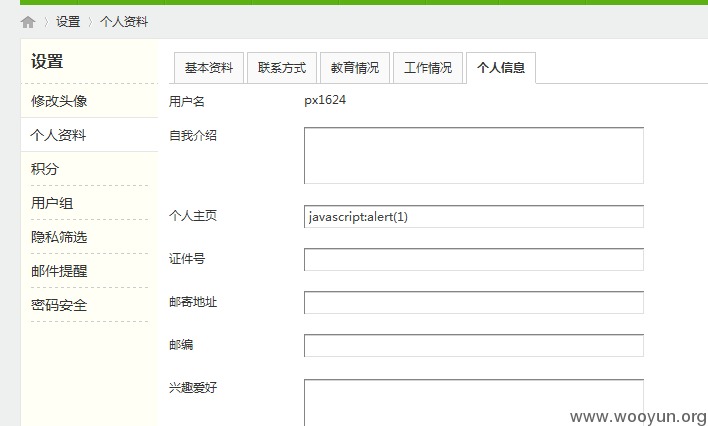 设置 个人资料
设置
修改头像
个人资料
积分
用户组
隐私筛选
邮件提醒
密码安全
基本资料 联系方式 教育情况 工作情况 个人信息
用户名 px1624
自我介绍
个人主页 javascript:alert(1)
证件号
邮寄地址
邮编
兴趣爱好
www.wooyun.org